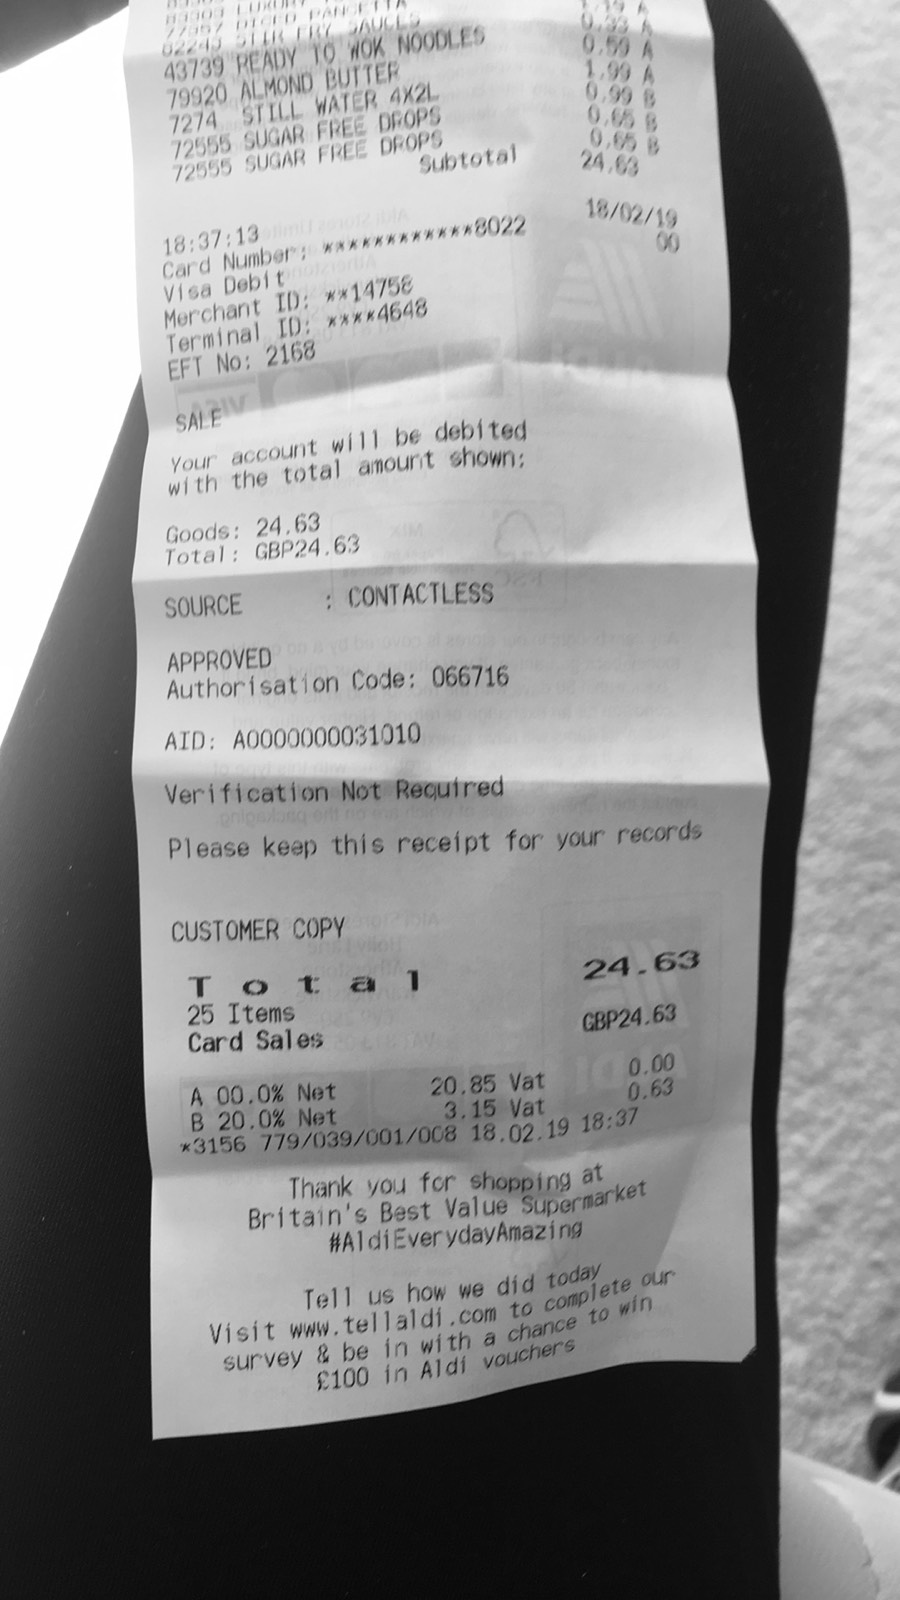 77957 DICED PANCETTA 1.19 A
82243 STIR FRY SAUCES 0.33 A
43739 READY TO WOK NOODLES 0.59 A
79920 ALMOND BUTTER 1.99 A
7274 STILL WATER 4X2L 0.99 B
72555 SUGAR FREE DROPS 0.65 B
72555 SUGAR FREE DROPS 0.65 B
Subtotal 24.63
18:37:13 18/02/19
Card Number: ************8022 00
Visa Debit
Merchant ID: **14758
Terminal ID: ****4648
EFT No: 2168
SALE
Your account will be debited
with the total amount shown:
Goods: 24.63
Total: GBP24.63
SOURCE : CONTACTLESS
APPROVED
Authorisation Code: 066716
AID: A0000000031010
Verification Not Required
Please keep this receipt for your records
CUSTOMER COPY
Total 24.63
25 Items
Card Sales GBP24.63
A 00.0% Net 20.85 Vat 0.00
B 20.0% Net 3.15 Vat 0.63
*3156 779/039/001/008 18.02.19 18:37
Thank you for shopping at
Britain's Best Value Supermarket
#AldiEverydayAmazing
Tell us how we did today
Visit www.tellaldi.com to complete our
survey & be in with a chance to win
£100 in Aldi vouchers